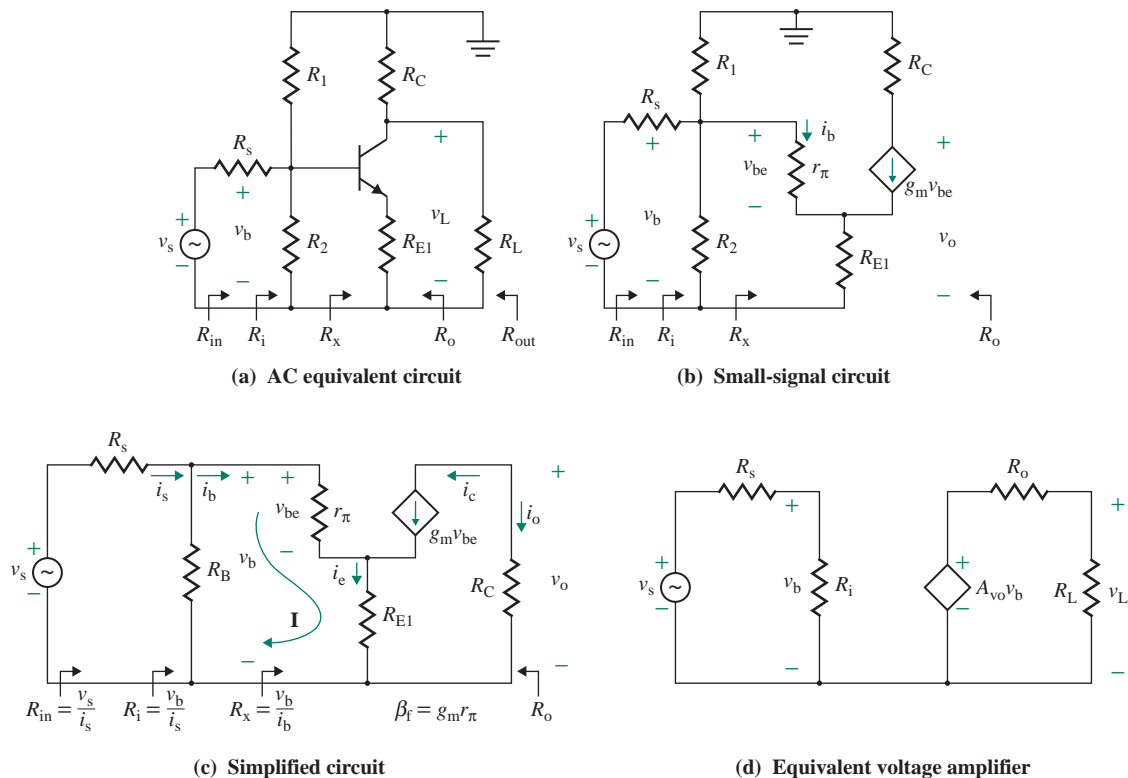 R1
RC
Rs
+
+
+
vs
−
vb
−
R2
RE1
vL
−
RL
Rin
Ri
Rx
Ro
Rout
(a) AC equivalent circuit
R1
RC
Rs
+
+
ib
vbe
rπ
−
gmvbe
+
+
vs
−
vb
−
R2
RE1
vo
−
Rin
Ri
Rx
Ro
(b) Small-signal circuit
Rs
is
ib
+
+
ic
+
vbe
rπ
gmvbe
io
−
+
vs
−
RB
vb
ie
RC
vo
I
RE1
−
−
Rin = vs/is
Ri = vb/is
Rx = vb/ib
βf = gmrπ
Ro
(c) Simplified circuit
Rs
Ro
+
+
+
vs
−
vb
Ri
+
−
Avovb
RL
vL
−
−
(d) Equivalent voltage amplifier